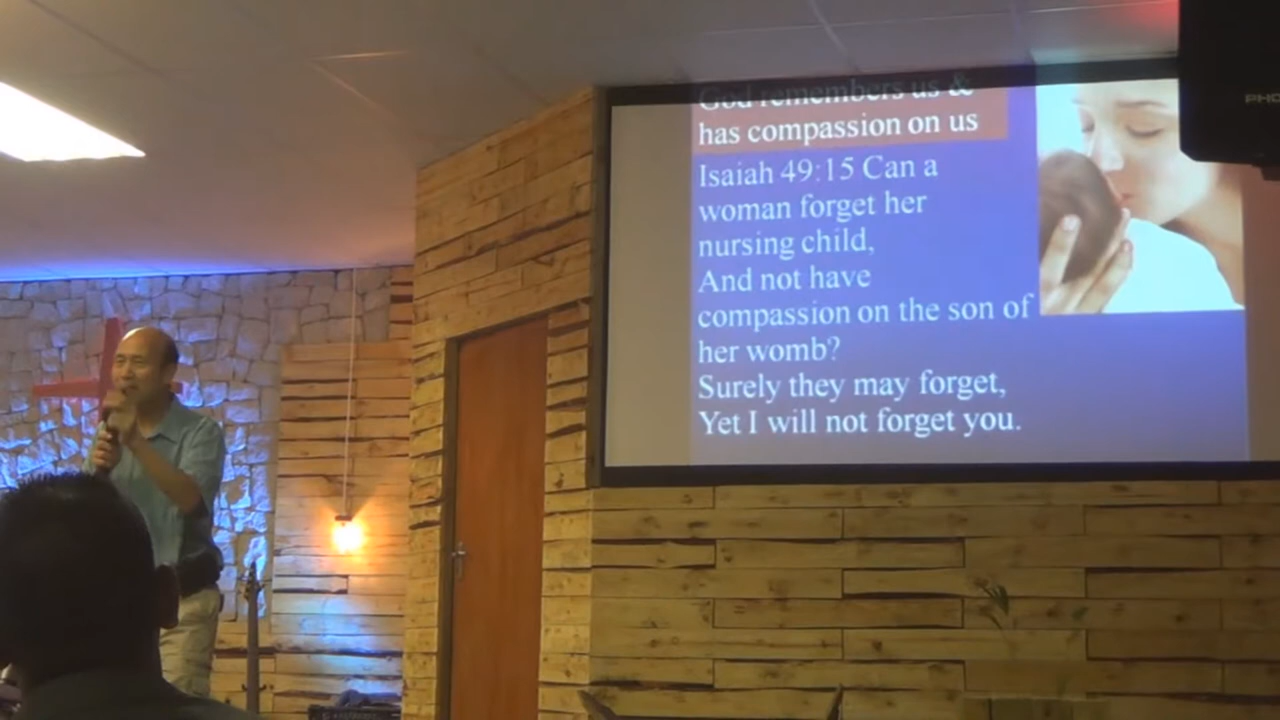 God remembers us &
has compassion on us
Isaiah 49:15 Can a
woman forget her
nursing child,
And not have
compassion on the son of
her womb?
Surely they may forget,
Yet I will not forget you.
PHO